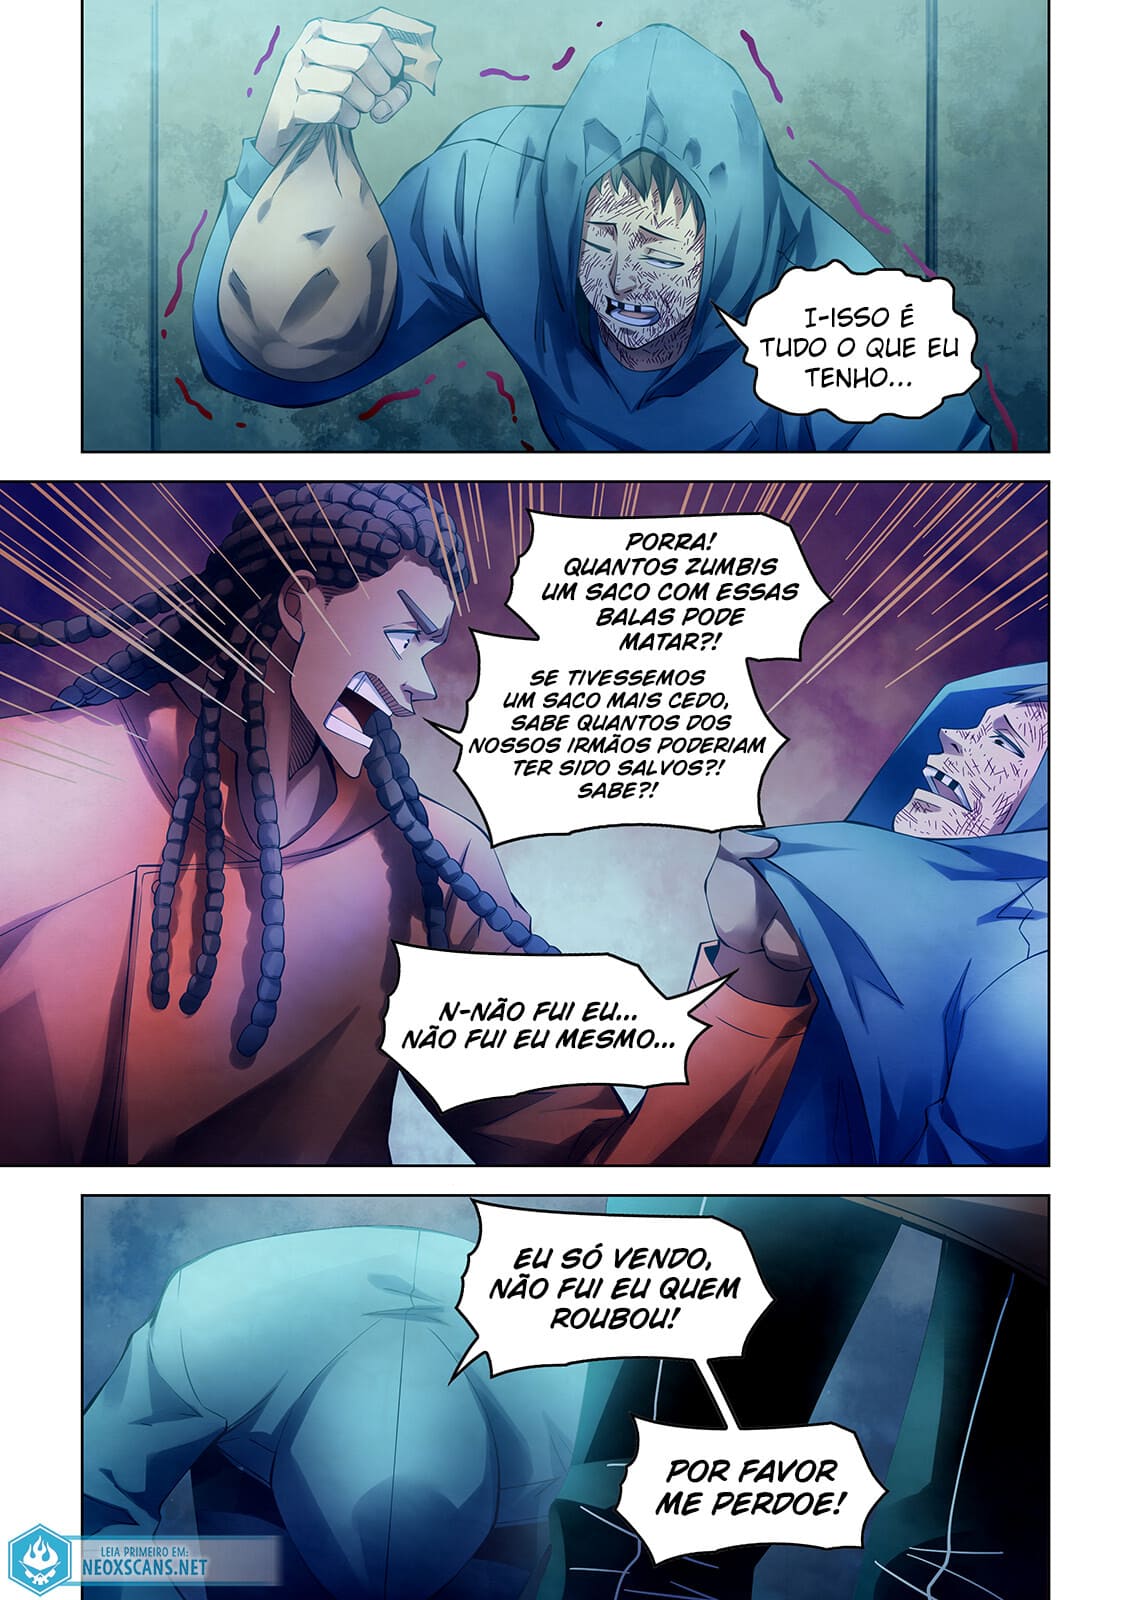 I-ISSO É
TUDO O QUE EU
TENHO...
PORRA!
QUANTOS ZUMBIS
UM SACO COM ESSAS
BALAS PODE
MATAR?!
SE TIVESSEMOS
UM SACO MAIS CEDO,
SABE QUANTOS DOS
NOSSOS IRMÃOS PODERIAM
TER SIDO SALVOS?!
SABE?!
N-NÃO FUI EU...
NÃO FUI EU MESMO...
EU SÓ VENDO,
NÃO FUI EU QUEM
ROUBOU!
POR FAVOR
ME PERDOE!
LEIA PRIMEIRO EM:
NEOXSCANS.NET